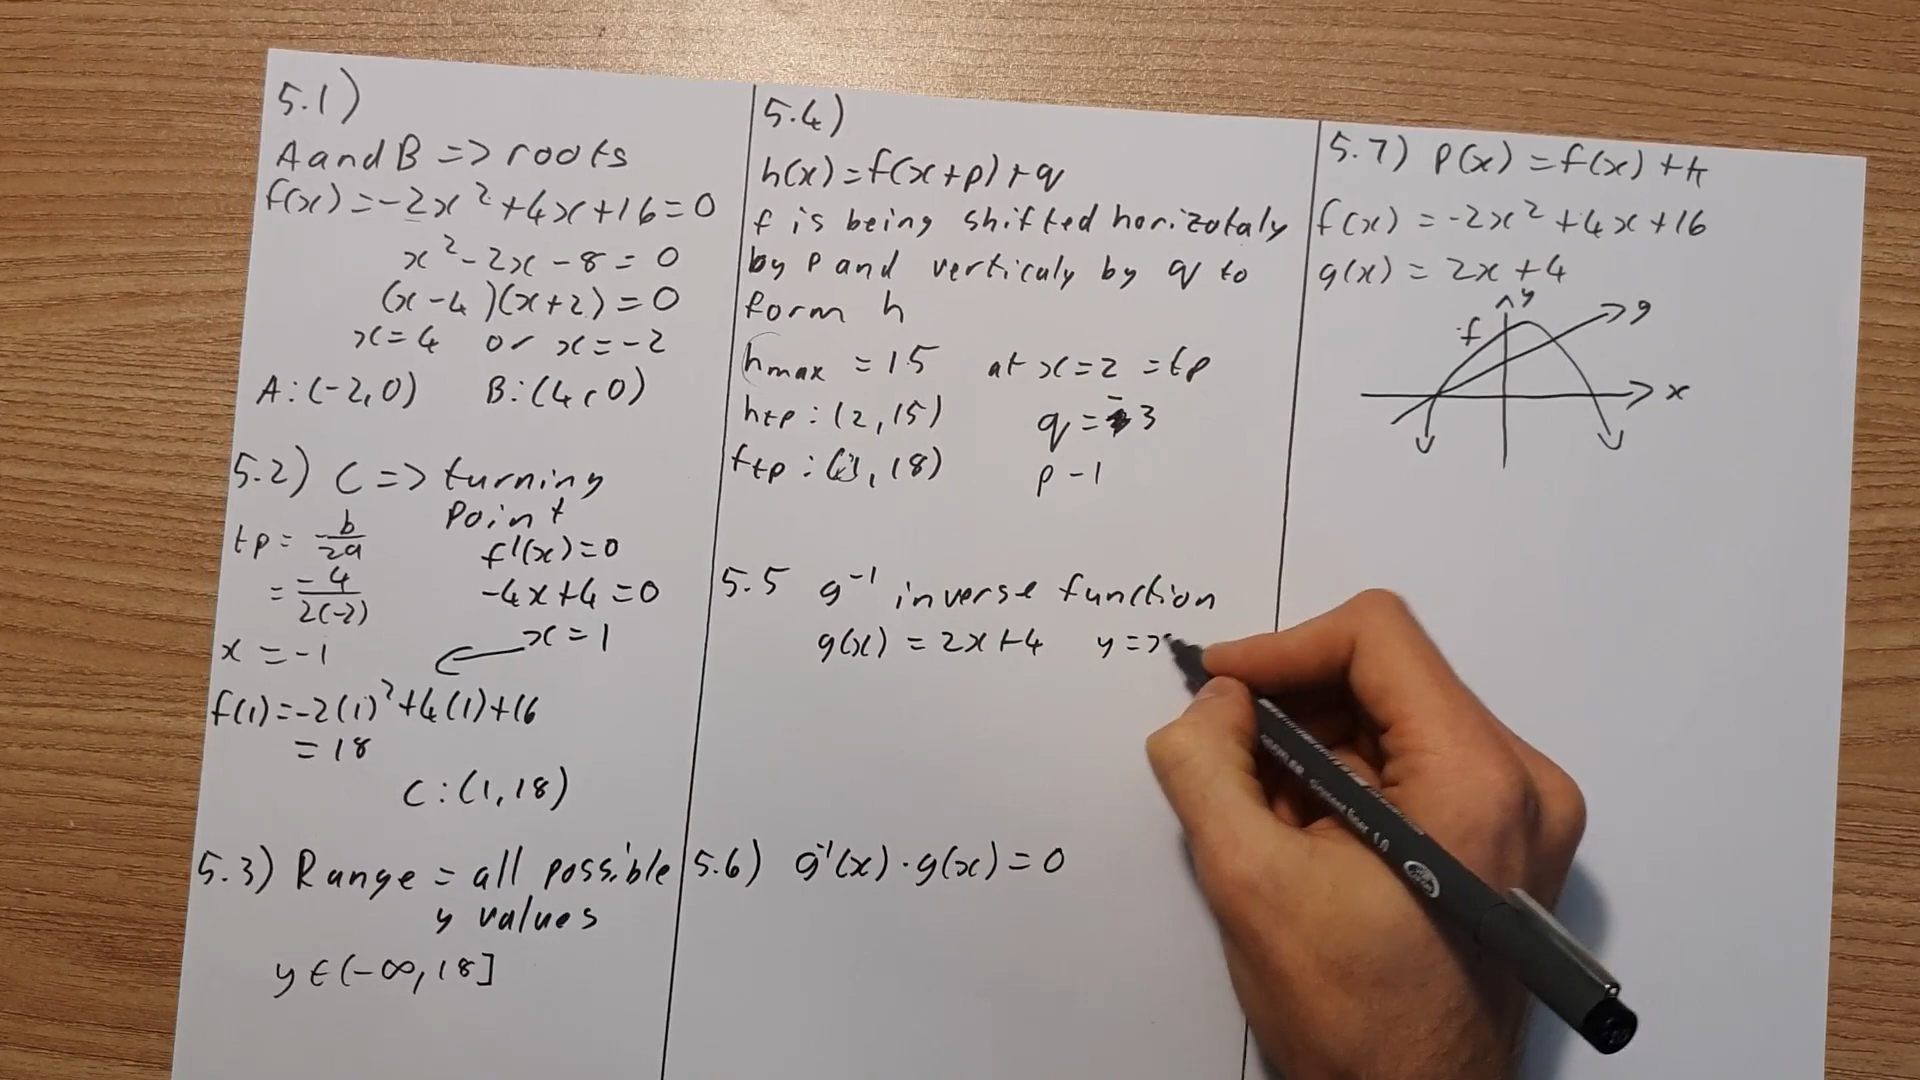 5.1)
A and B => roots
f(x) = -2x² + 4x + 16 = 0
x² - 2x - 8 = 0
(x - 4)(x + 2) = 0
x = 4 or x = -2
A : (-2, 0) B : (4, 0)
5.2) C => turning
Point
tp = -b/2a
= -4/2(-2)
x = -1
f'(x) = 0
-4x + 4 = 0
x = 1
f(1) = -2(1)² + 4(1) + 16
= 18
C : (1, 18)
5.3) Range = all possible
y values
y ∈ (-∞, 18]
5.4)
h(x) = f(x + p) + q
f is being shifted horizotaly
by p and verticaly by q to
form h
hmax = 15 at x = 2 = tp
htp : (2, 15)
q = -3
ftp : (1, 18)
p - 1
5.5 g⁻¹ inverse function
g(x) = 2x + 4 y = x
5.6) g⁻¹(x) · g(x) = 0
5.7) p(x) = f(x) + k
f(x) = -2x² + 4x + 16
g(x) = 2x + 4
y
g
f
x